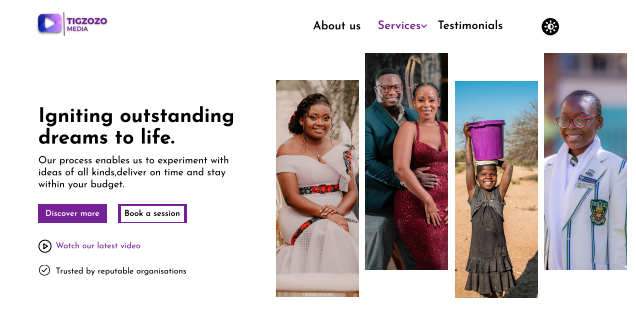 TIGZOZO
MEDIA
About us
Services
Testimonials
Igniting outstanding
dreams to life.
Our process enables us to experiment with
ideas of all kinds,deliver on time and stay
within your budget.
Discover more
Book a session
Watch our latest video
Trusted by reputable organisations